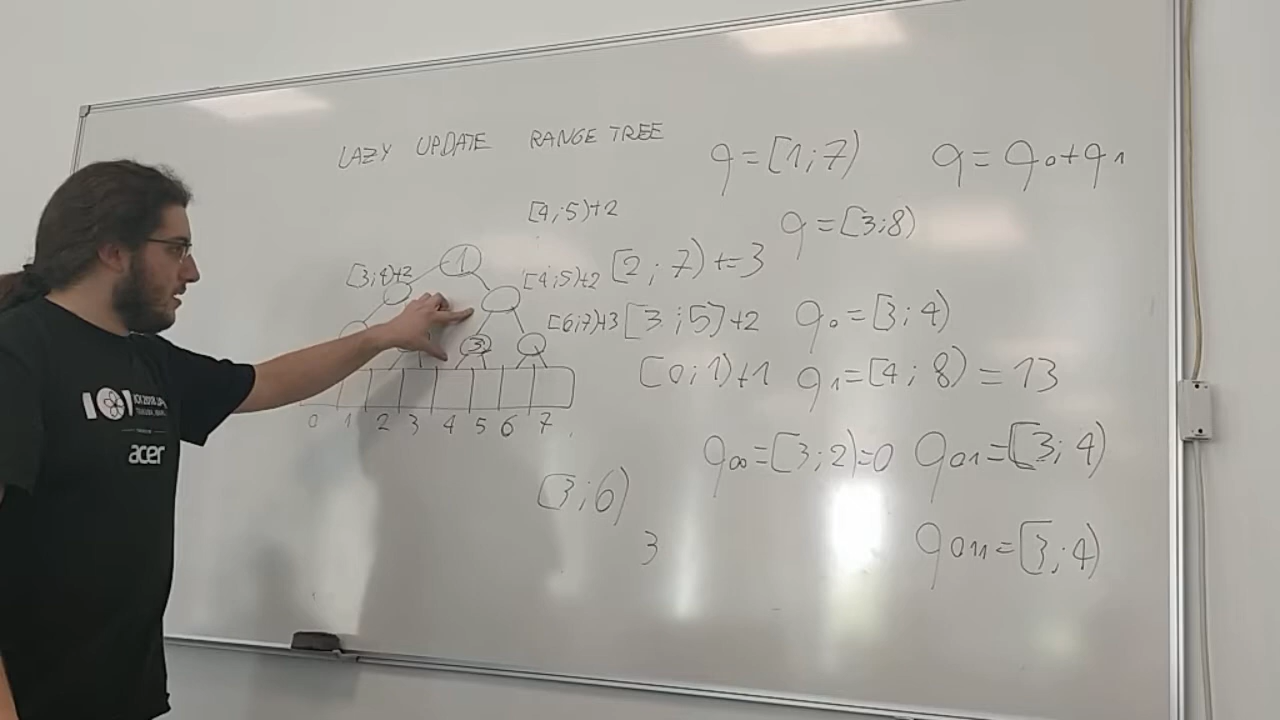 LAZY UPDATE RANGE TREE
q = [1;7)
q = q₀+q₁
[4;5)+2
q = [3;8)
[3;4)+2
1
[4;5)+2
[2;7)+=3
[6;7)+3
[3;5)+2
q₀=[3;4)
3
[0;1)+1
q₁=[4;8)=13
0 1 2 3 4 5 6 7
q₀₀=[3;2)=0
q₀₁=[3;4)
[3;6)
3
q₀₁₁=[3;4)
IOI 2018 JAPAN
acer